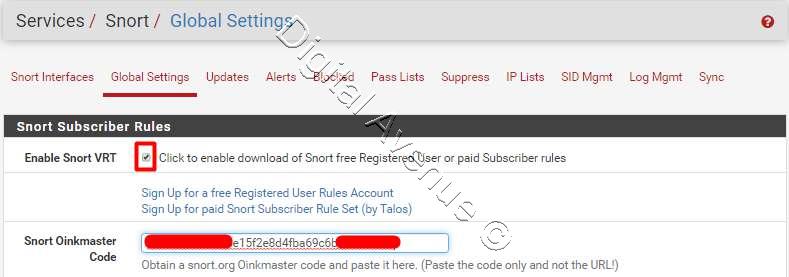 Services / Snort / Global Settings
Snort Interfaces Global Settings Updates Alerts Blocked Pass Lists Suppress IP Lists SID Mgmt Log Mgmt Sync
Snort Subscriber Rules
Enable Snort VRT Click to enable download of Snort free Registered User or paid Subscriber rules
Sign Up for a free Registered User Rules Account
Sign Up for paid Snort Subscriber Rule Set (by Talos)
Snort Oinkmaster Code e15f2e8d4fba69c6b
Obtain a snort.org Oinkmaster code and paste it here. (Paste the code only and not the URL!)
Digital Avenue ©